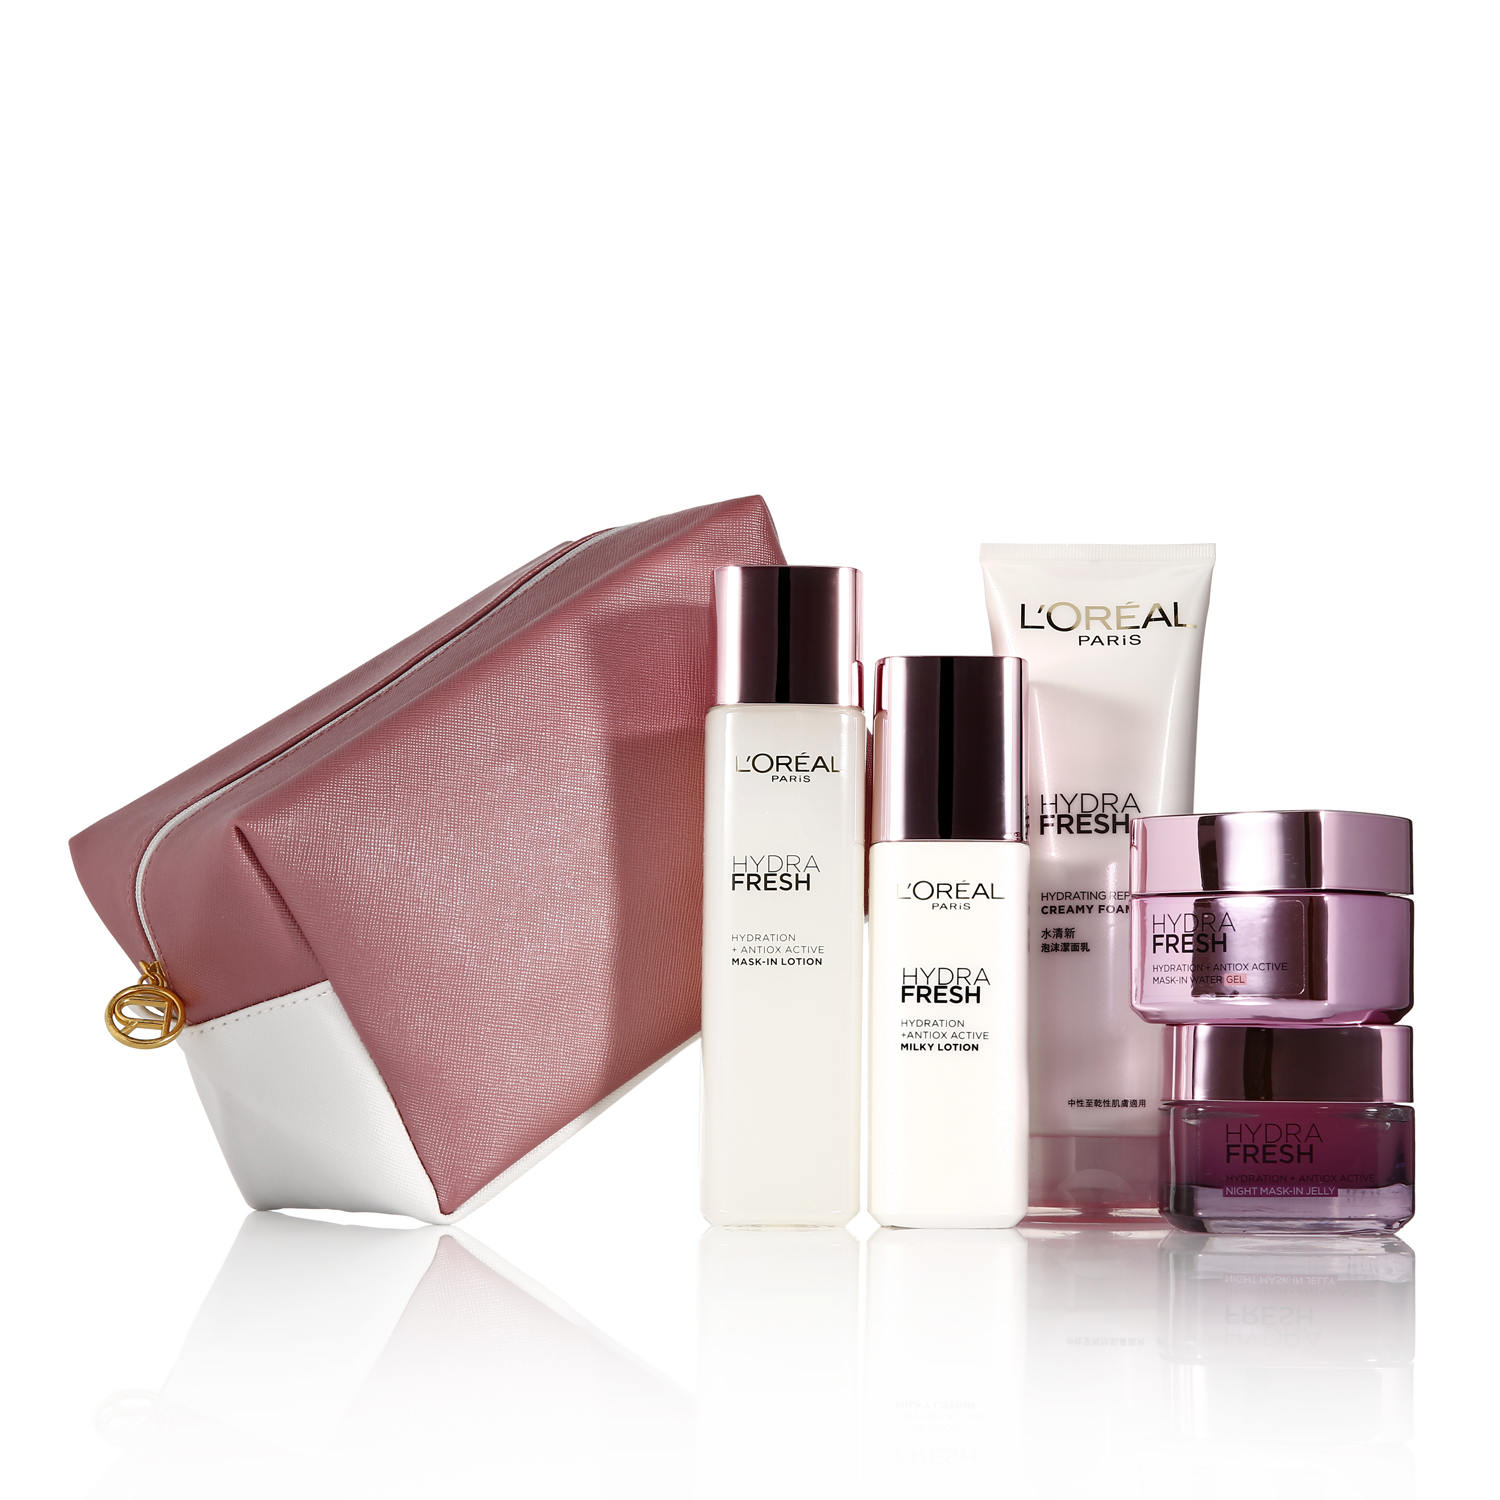 L'ORÉAL
PARiS
HYDRA
FRESH
HYDRATION
+ ANTIOX ACTIVE
MASK-IN LOTION
L'ORÉAL
PARiS
HYDRA
FRESH
HYDRATION
+ANTIOX ACTIVE
MILKY LOTION
L'ORÉAL
PARiS
HYDRA
FRESH
HYDRATING
CREAMY FOAM
水清新
泡沫潔面乳
中性至乾性肌膚適用
HYDRA
FRESH
HYDRATION + ANTIOX ACTIVE
MASK-IN WATER GEL
HYDRA
FRESH
HYDRATION + ANTIOX ACTIVE
NIGHT MASK-IN JELLY